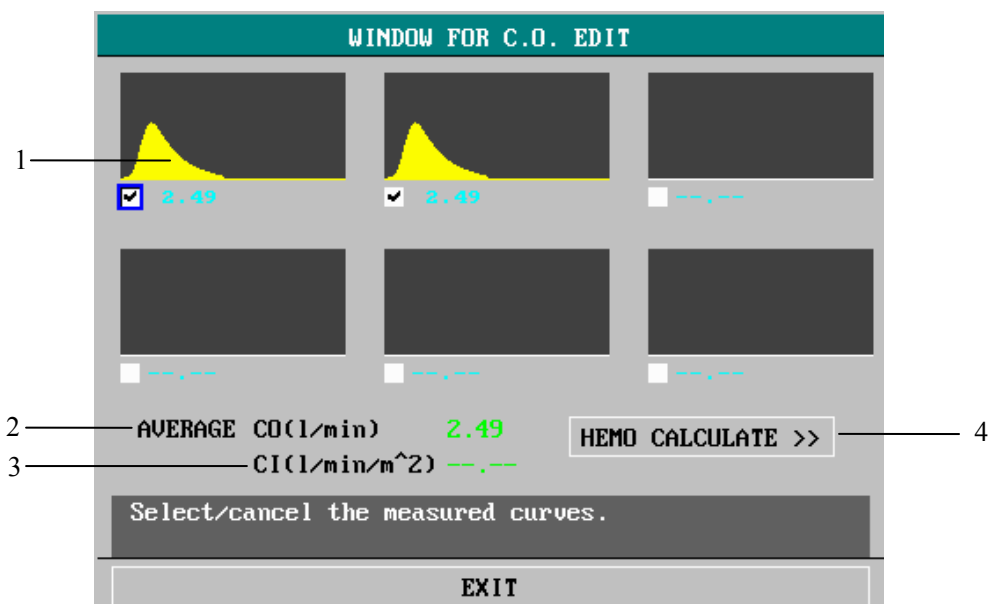 WINDOW FOR C.O. EDIT
1
2.49 2.49 --.--
--.-- --.-- --.--
2 AVERAGE CO(l/min) 2.49 HEMO CALCULATE >> 4
3 CI(l/min/m^2) --.--
Select/cancel the measured curves.
EXIT